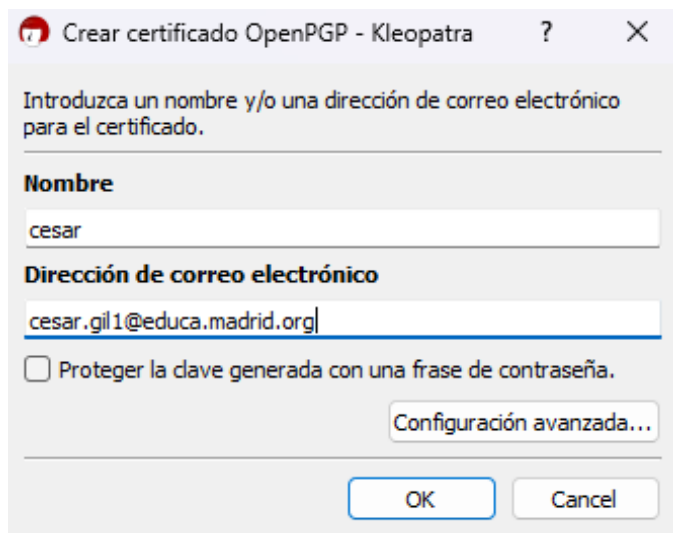 Crear certificado OpenPGP - Kleopatra ? ✕
Introduzca un nombre y/o una dirección de correo electrónico
para el certificado.
Nombre
cesar
Dirección de correo electrónico
cesar.gil1@educa.madrid.org
Proteger la clave generada con una frase de contraseña.
Configuración avanzada...
OK Cancel